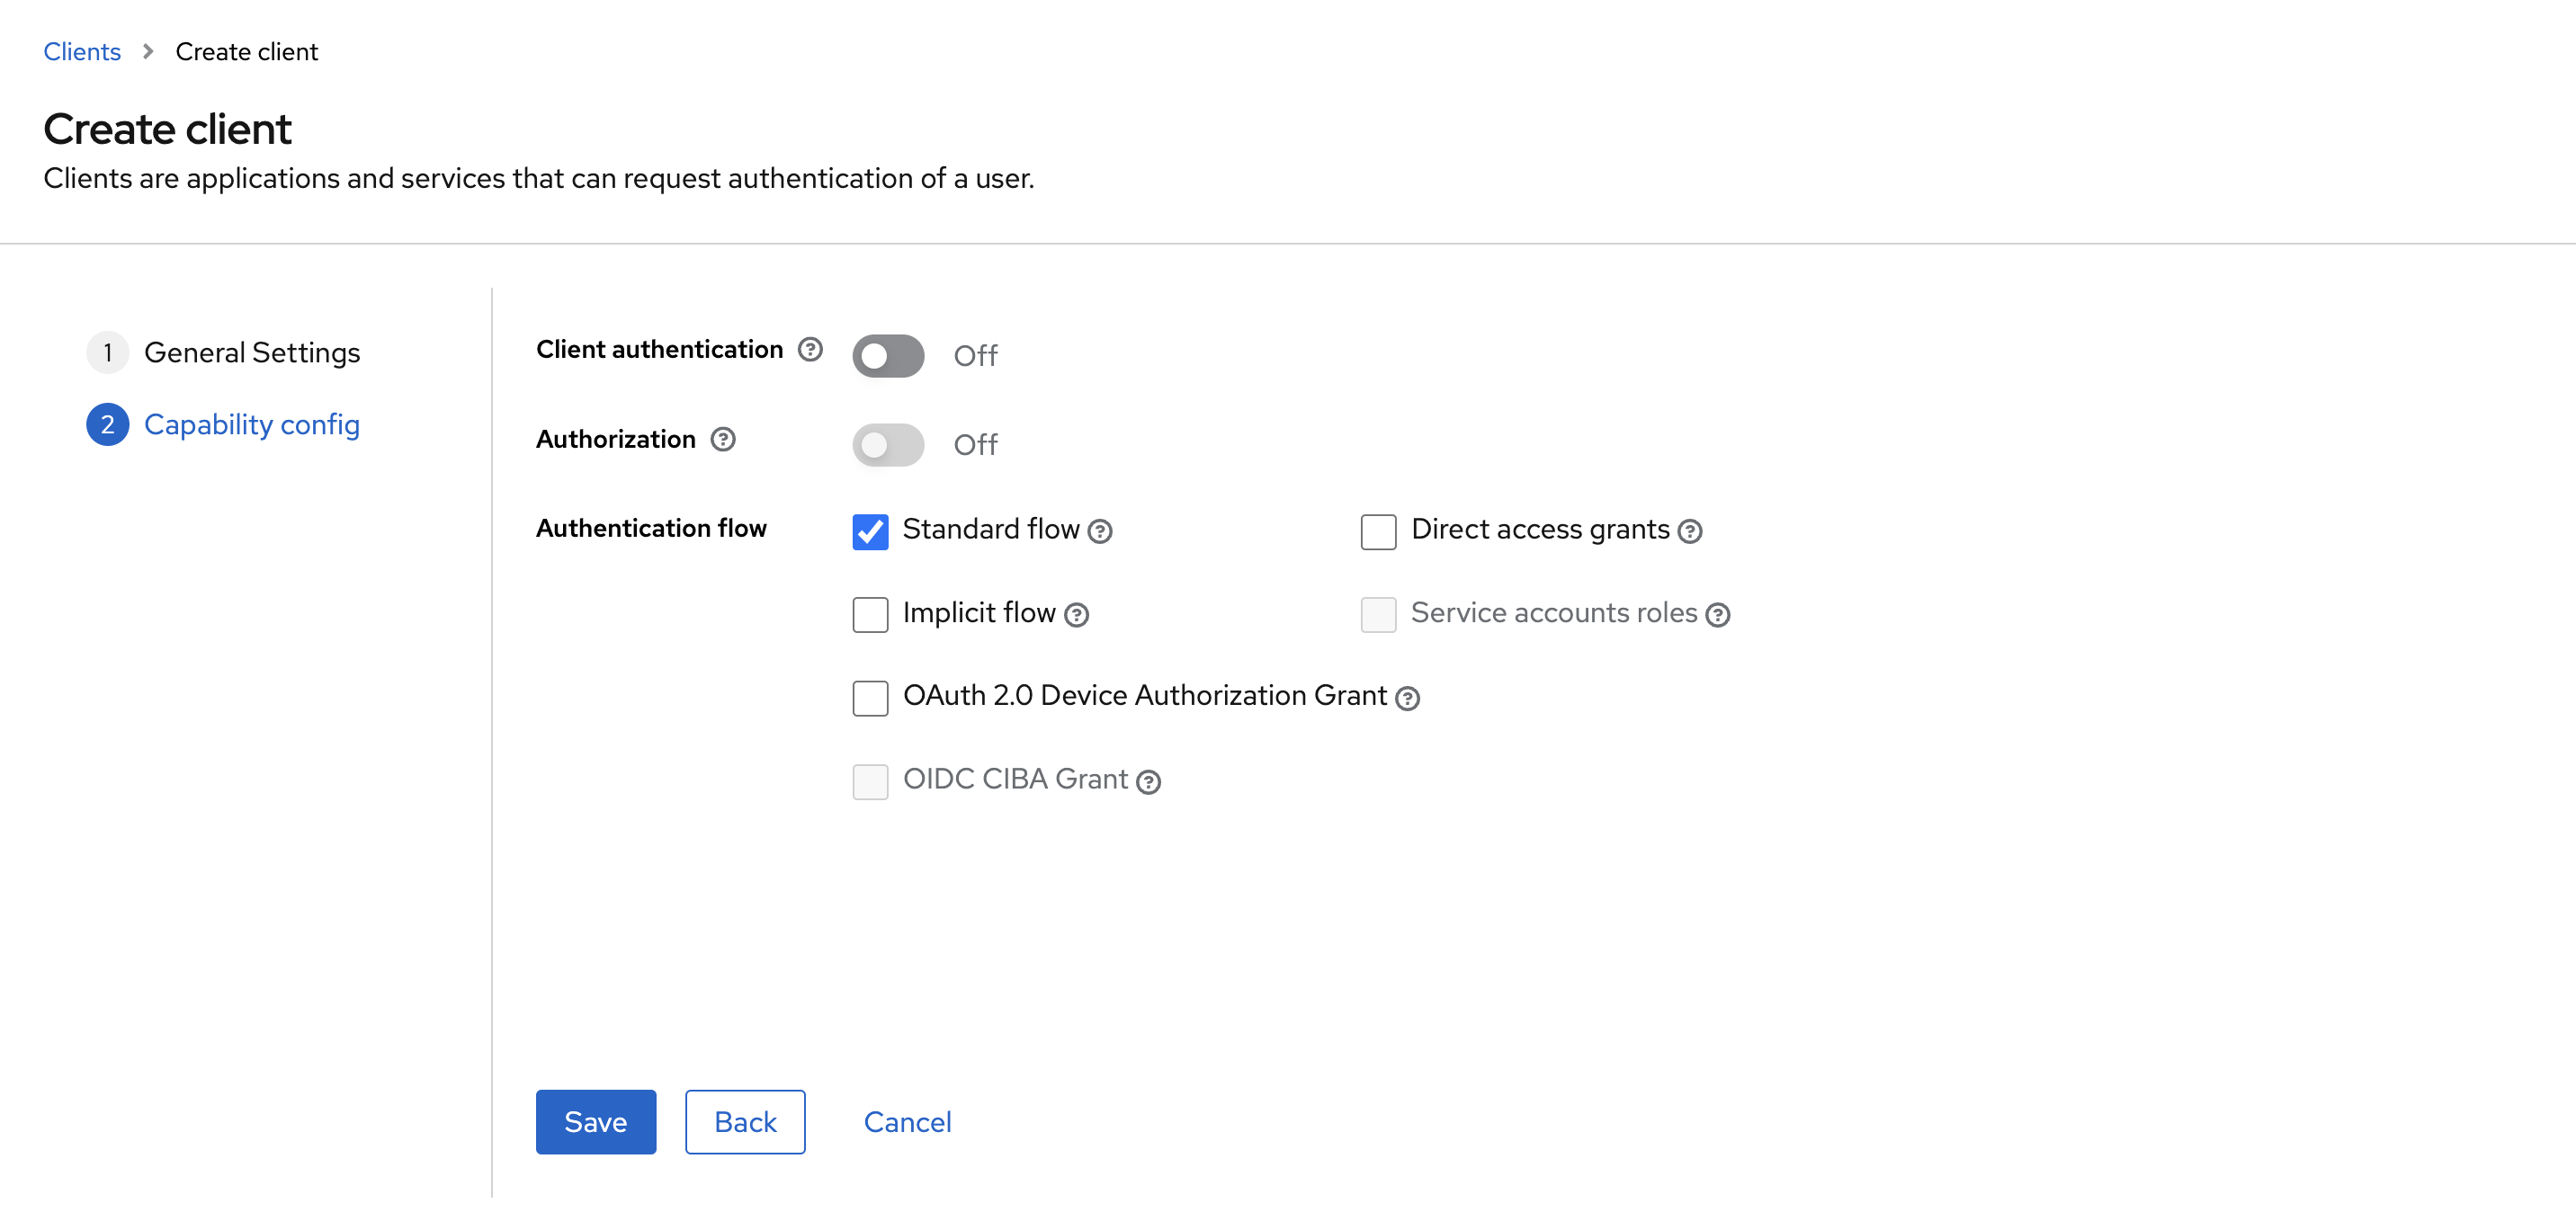 Clients > Create client
Create client
Clients are applications and services that can request authentication of a user.
1 General Settings
2 Capability config
Client authentication ? Off
Authorization ? Off
Authentication flow
Standard flow ? Direct access grants ?
Implicit flow ? Service accounts roles ?
OAuth 2.0 Device Authorization Grant ?
OIDC CIBA Grant ?
Save Back Cancel